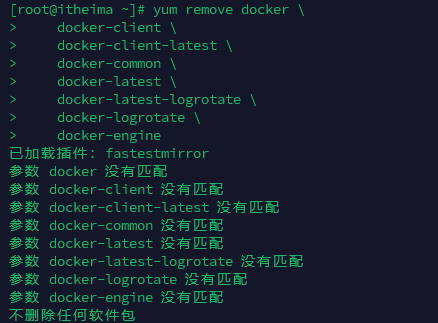 [root@itheima ~]# yum remove docker \
>     docker-client \
>     docker-client-latest \
>     docker-common \
>     docker-latest \
>     docker-latest-logrotate \
>     docker-logrotate \
>     docker-engine
已加载插件: fastestmirror
参数 docker 没有匹配
参数 docker-client 没有匹配
参数 docker-client-latest 没有匹配
参数 docker-common 没有匹配
参数 docker-latest 没有匹配
参数 docker-latest-logrotate 没有匹配
参数 docker-logrotate 没有匹配
参数 docker-engine 没有匹配
不删除任何软件包